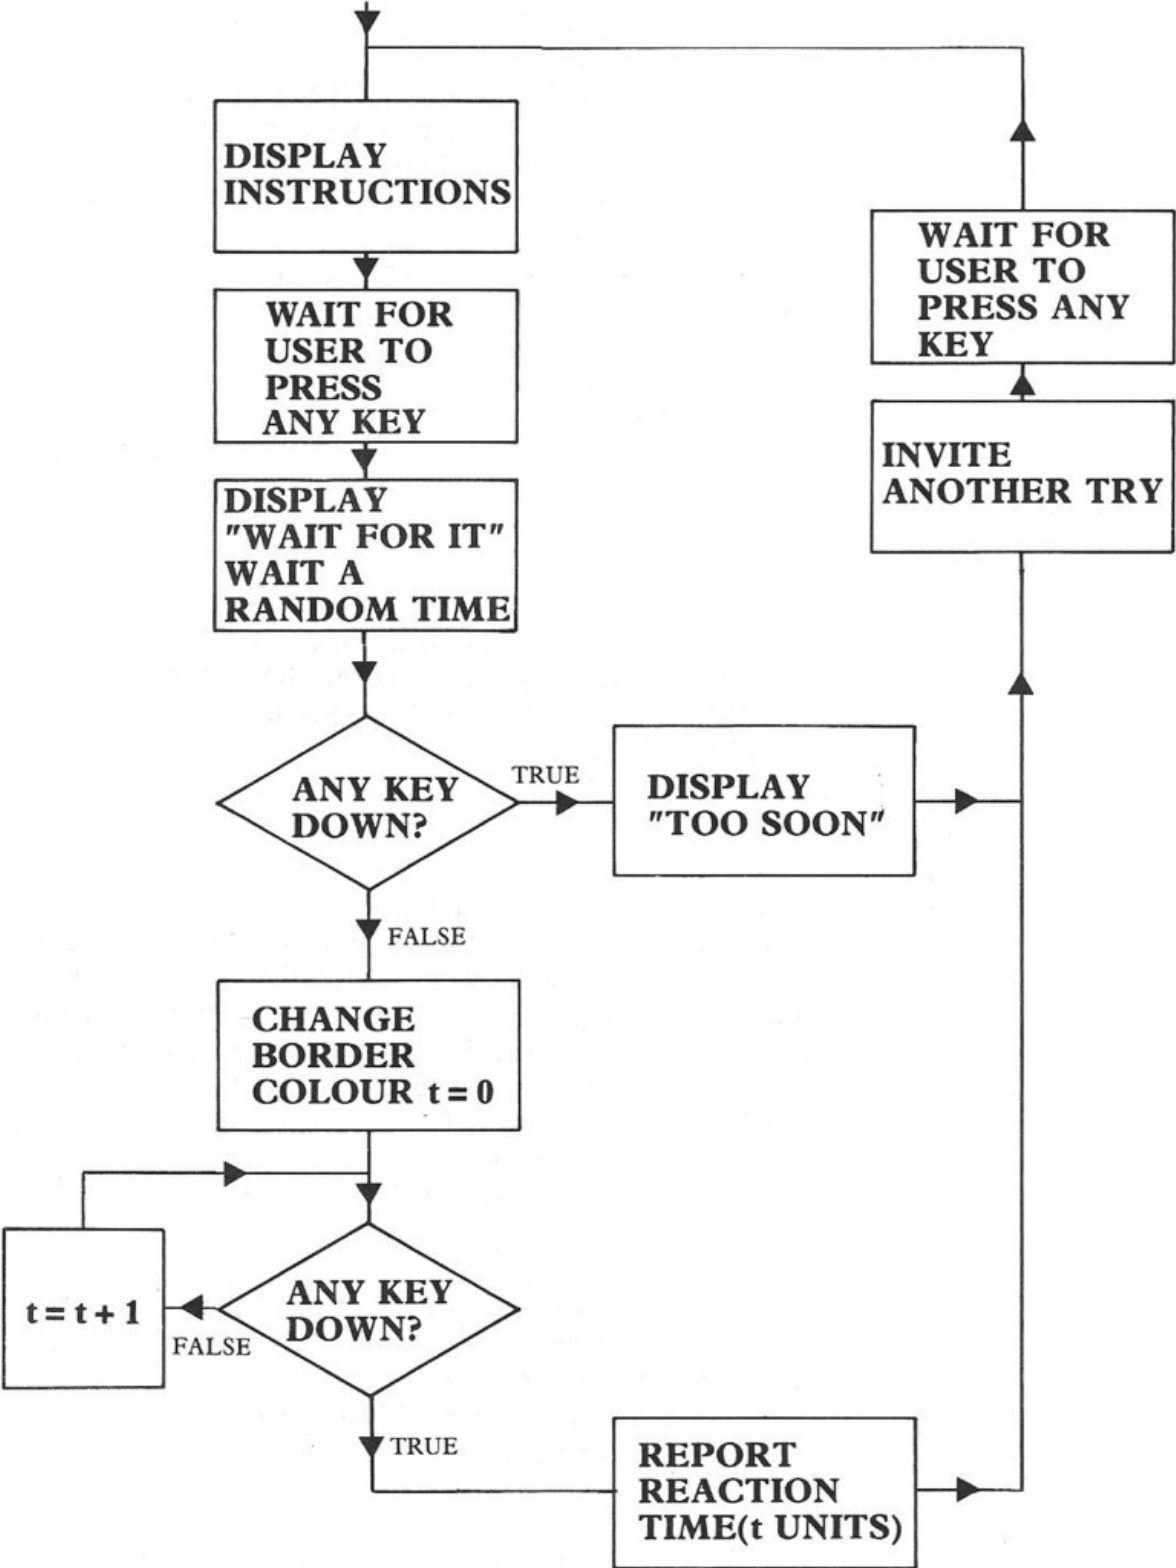 DISPLAY
INSTRUCTIONS
WAIT FOR
USER TO
PRESS
ANY KEY
DISPLAY
"WAIT FOR IT"
WAIT A
RANDOM TIME
ANY KEY
DOWN?
TRUE
DISPLAY
"TOO SOON"
FALSE
CHANGE
BORDER
COLOUR t = 0
ANY KEY
DOWN?
FALSE
t = t + 1
TRUE
REPORT
REACTION
TIME(t UNITS)
INVITE
ANOTHER TRY
WAIT FOR
USER TO
PRESS ANY
KEY